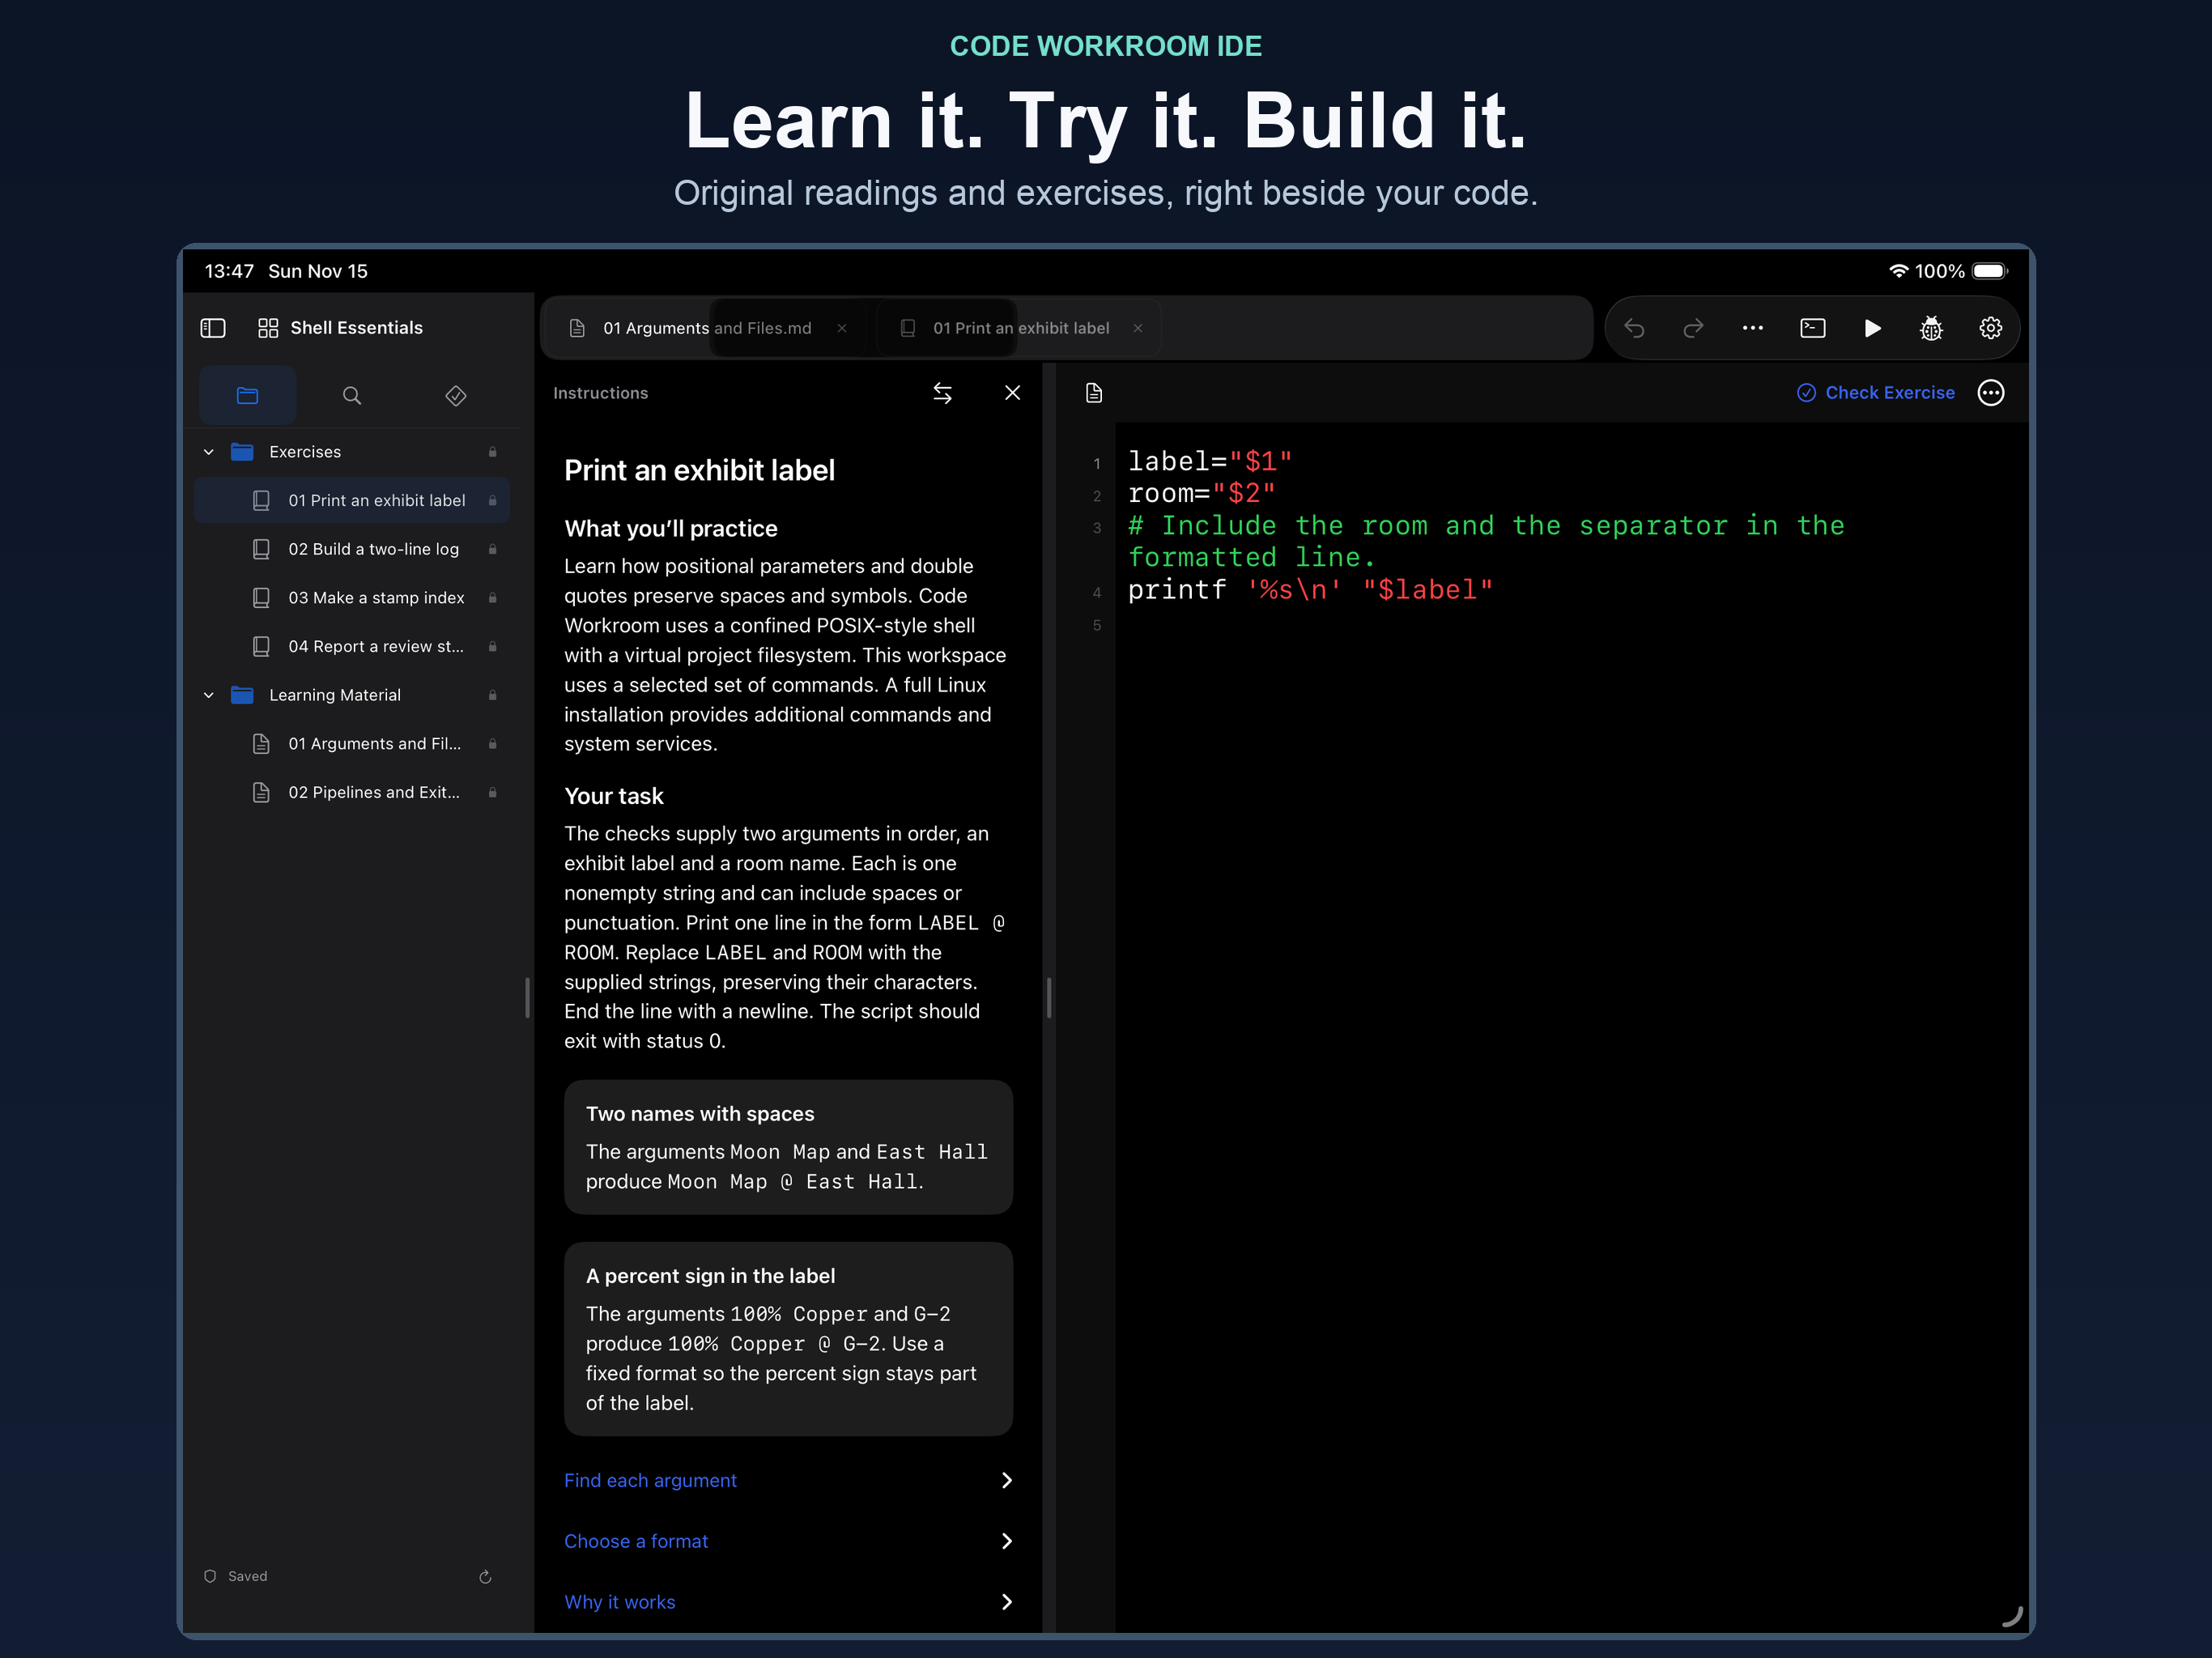 CODE WORKROOM IDE
Learn it. Try it. Build it.
Original readings and exercises, right beside your code.
13:47 Sun Nov 15
100%
Shell Essentials
01 Arguments and Files.md
01 Print an exhibit label
Exercises
01 Print an exhibit label
02 Build a two-line log
03 Make a stamp index
04 Report a review st...
Learning Material
01 Arguments and Fil...
02 Pipelines and Exit...
Saved
Instructions
Print an exhibit label
What you’ll practice
Learn how positional parameters and double
quotes preserve spaces and symbols. Code
Workroom uses a confined POSIX-style shell
with a virtual project filesystem. This workspace
uses a selected set of commands. A full Linux
installation provides additional commands and
system services.
Your task
The checks supply two arguments in order, an
exhibit label and a room name. Each is one
nonempty string and can include spaces or
punctuation. Print one line in the form LABEL @
ROOM. Replace LABEL and ROOM with the
supplied strings, preserving their characters.
End the line with a newline. The script should
exit with status 0.
Two names with spaces
The arguments Moon Map and East Hall
produce Moon Map @ East Hall.
A percent sign in the label
The arguments 100% Copper and G-2
produce 100% Copper @ G-2. Use a
fixed format so the percent sign stays part
of the label.
Find each argument
Choose a format
Why it works
Check Exercise
1 label="$1"
2 room="$2"
3 # Include the room and the separator in the
formatted line.
4 printf '%s\n' "$label"
5